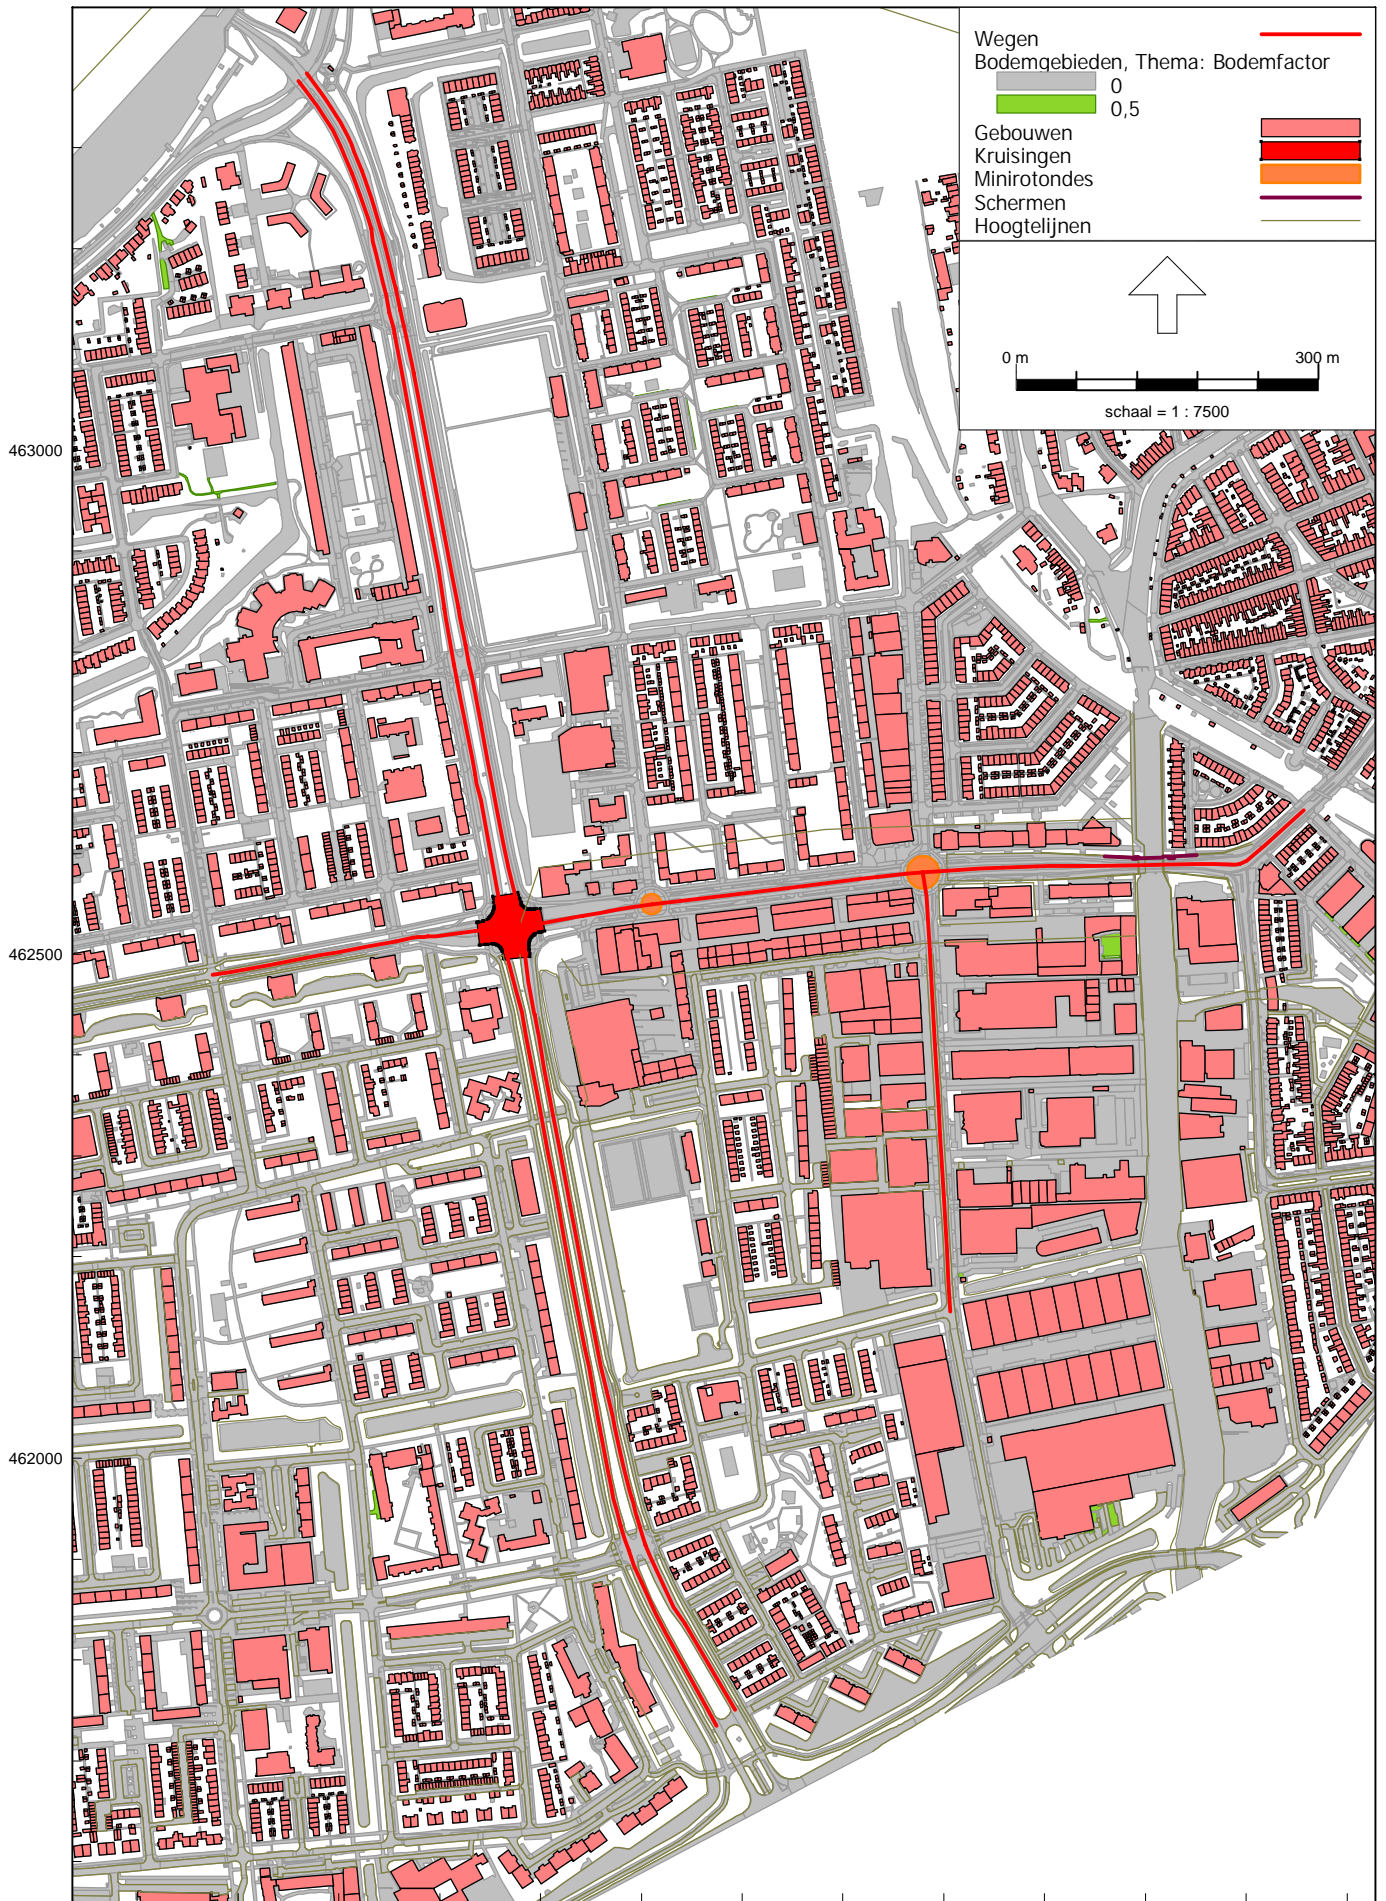 Wegen
Bodemgebieden, Thema: Bodemfactor
0
0,5
Gebouwen
Kruisingen
Minirotondes
Schermen
Hoogtelijnen
0 m 300 m
schaal = 1 : 7500
463000
462500
462000